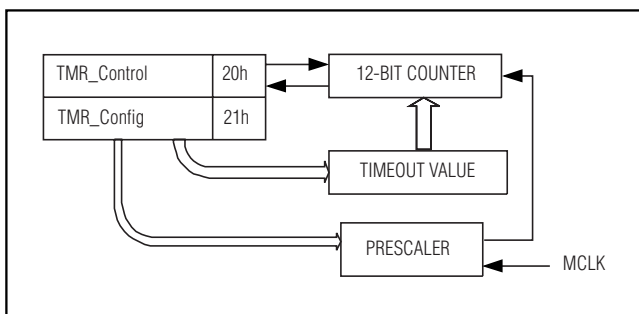 TMR_Control 20h
12-BIT COUNTER
TMR_Config 21h
TIMEOUT VALUE
PRESCALER
MCLK